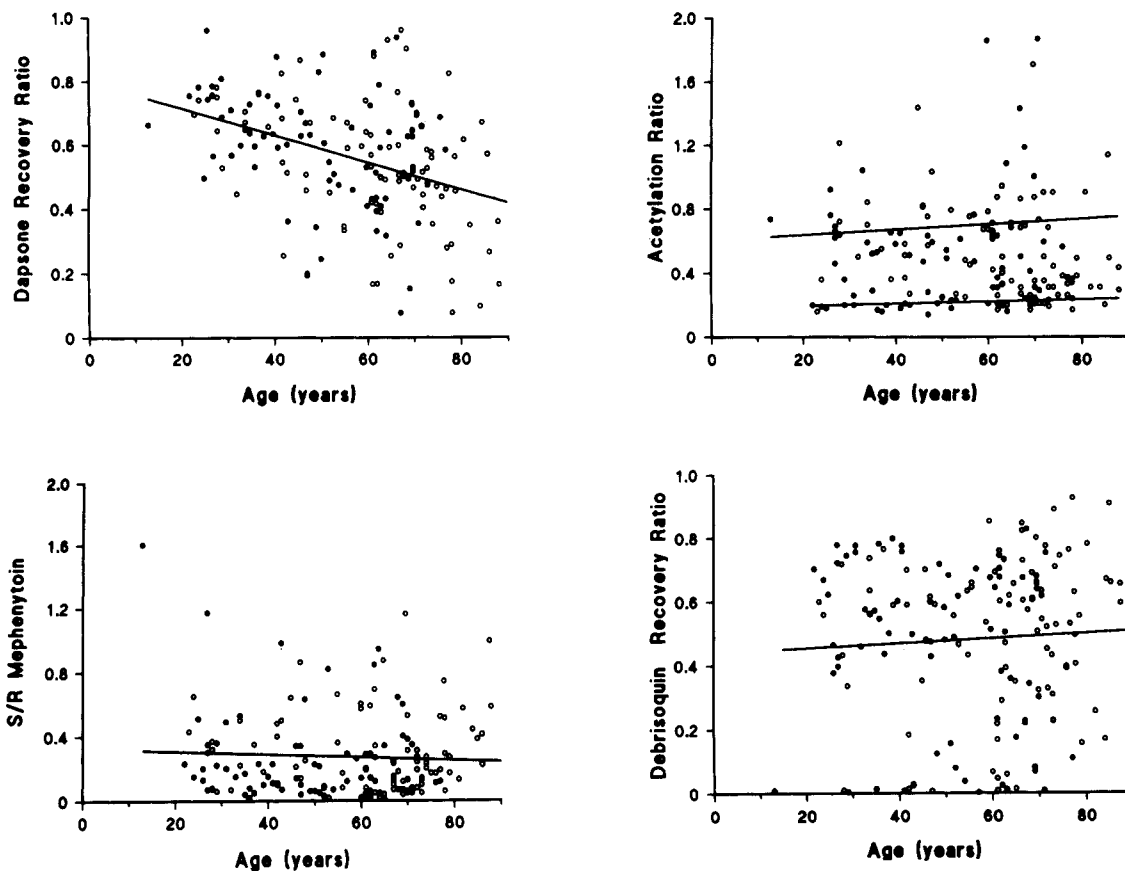 Dapsone Recovery Ratio
1.0
0.8
0.6
0.4
0.2
0
0 20 40 60 80
Age (years)
Acetylation Ratio
2.0
1.6
1.2
0.8
0.4
0
0 20 40 60 80
Age (years)
S/R Mephenytoin
2.0
1.6
1.2
0.8
0.4
0
0 20 40 60 80
Age (years)
Debrisoquin Recovery Ratio
1.0
0.8
0.6
0.4
0.2
0
0 20 40 60 80
Age (years)